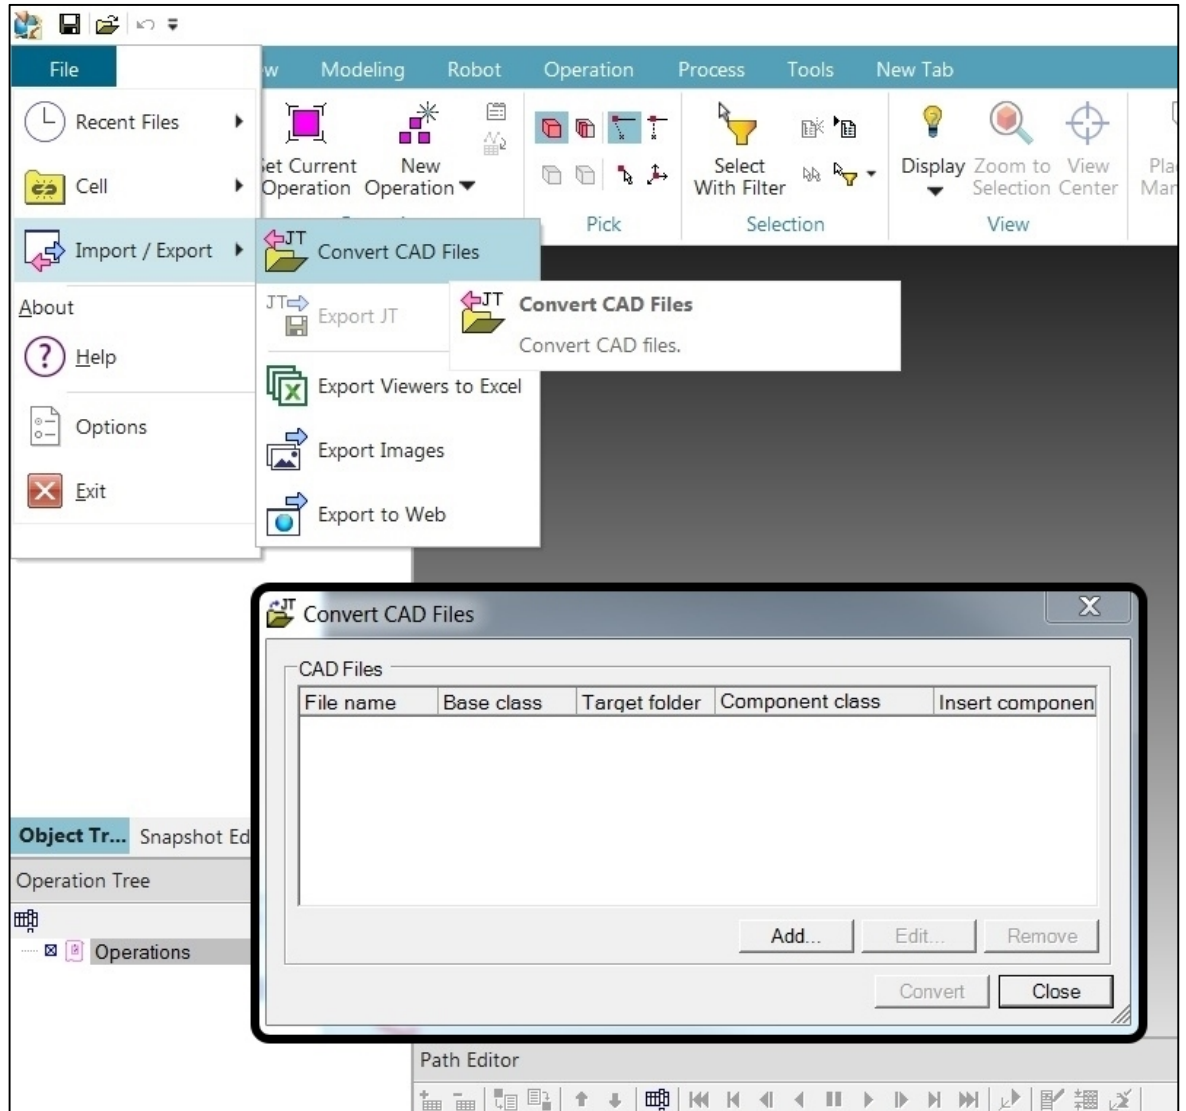 File
Modeling
Robot
Operation
Process
Tools
New Tab
Recent Files
Cell
Import / Export
About
Help
Options
Exit
New
Operation
Operation
Current
Select
With Filter
Display
Zoom to
Selection
View
Center
Pick
Selection
View
JT
Convert CAD Files
JT
Export JT
Export Viewers to Excel
Export Images
Export to Web
JT
Convert CAD Files
Convert CAD files.
JT
Convert CAD Files
CAD Files
File name
Base class
Target folder
Component class
Insert componen
Add...
Edit...
Remove
Convert
Close
Object Tr...
Snapshot Ed
Operation Tree
Operations
Path Editor